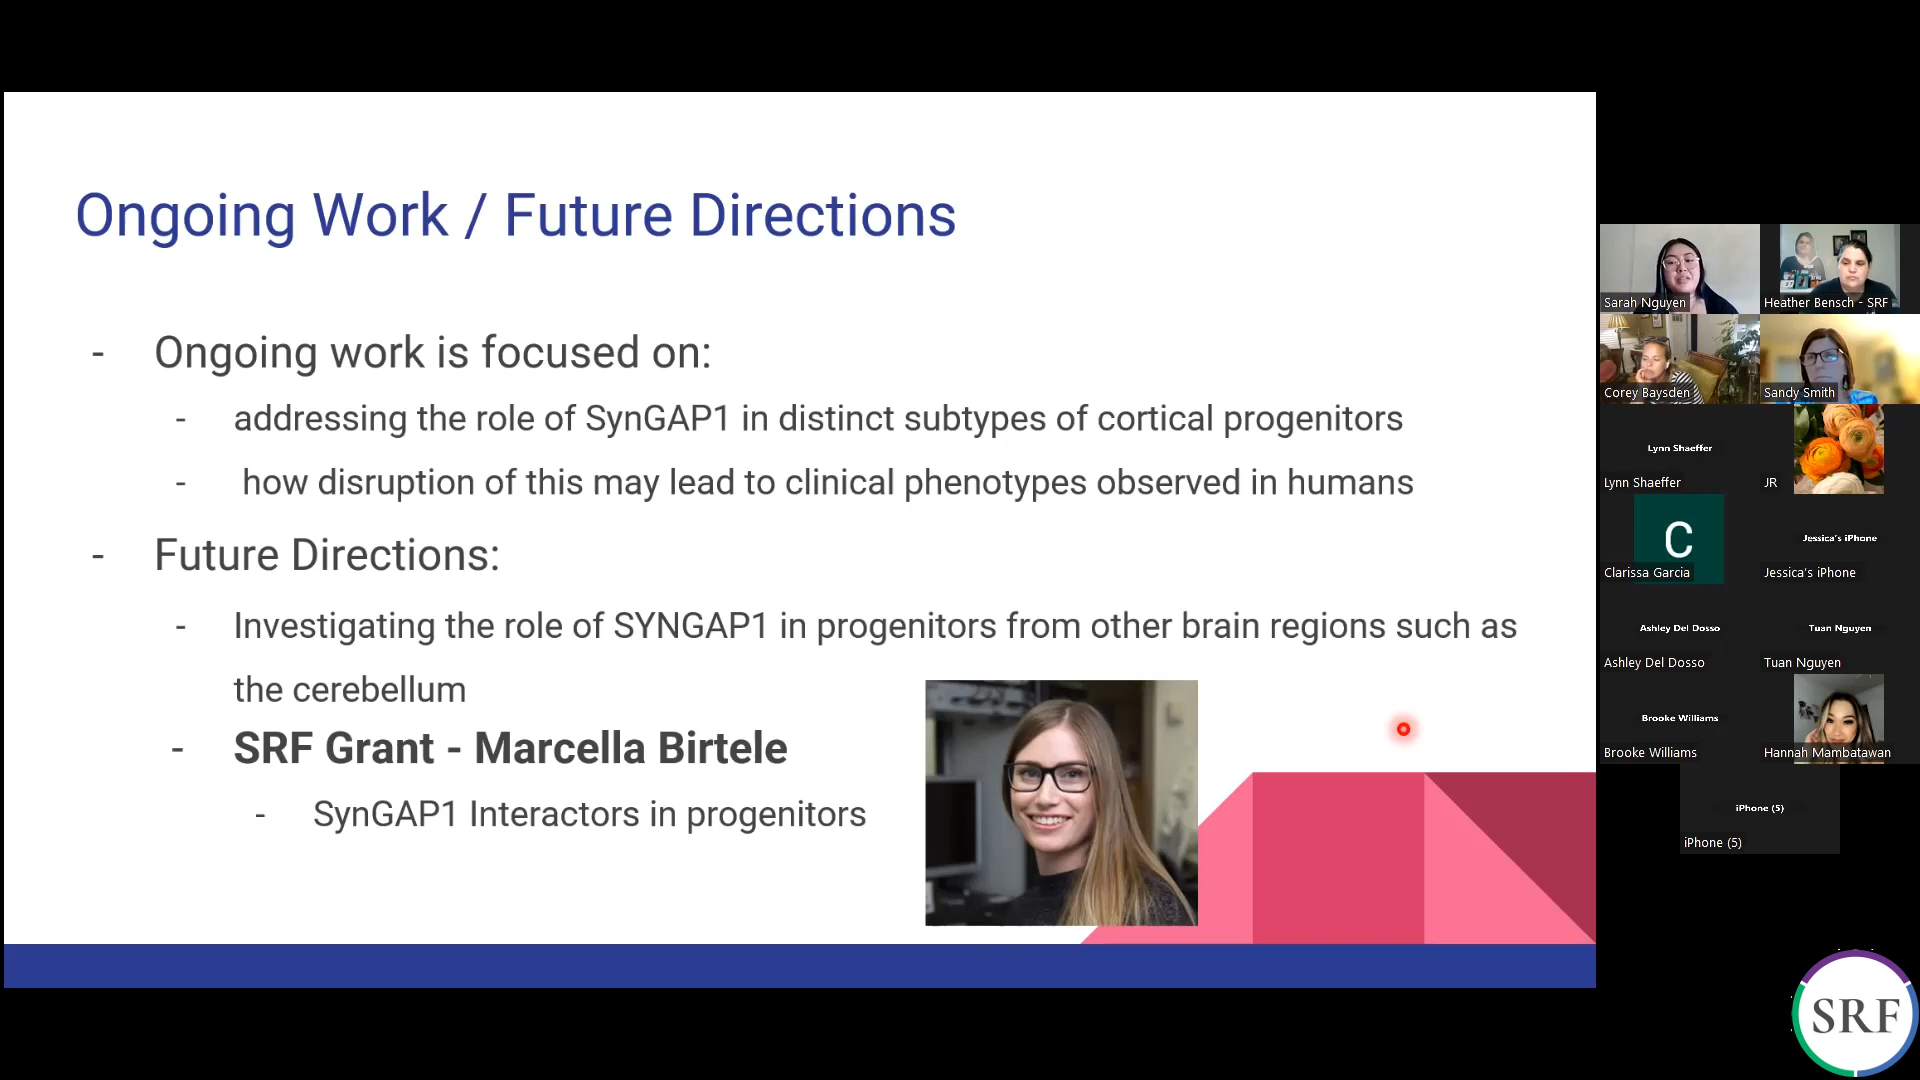 Ongoing Work / Future Directions
- Ongoing work is focused on:
- addressing the role of SynGAP1 in distinct subtypes of cortical progenitors
- how disruption of this may lead to clinical phenotypes observed in humans
- Future Directions:
- Investigating the role of SYNGAP1 in progenitors from other brain regions such as
the cerebellum
- SRF Grant - Marcella Birtele
- SynGAP1 Interactors in progenitors
Sarah Nguyen
Heather Bensch - SRF
Corey Baysden
Sandy Smith
Lynn Shaeffer
Lynn Shaeffer
JR
C
Clarissa Garcia
Jessica's iPhone
Jessica's iPhone
Ashley Del Dosso
Ashley Del Dosso
Tuan Nguyen
Tuan Nguyen
Brooke Williams
Brooke Williams
Hannah Mambatawan
iPhone (5)
iPhone (5)
SRF